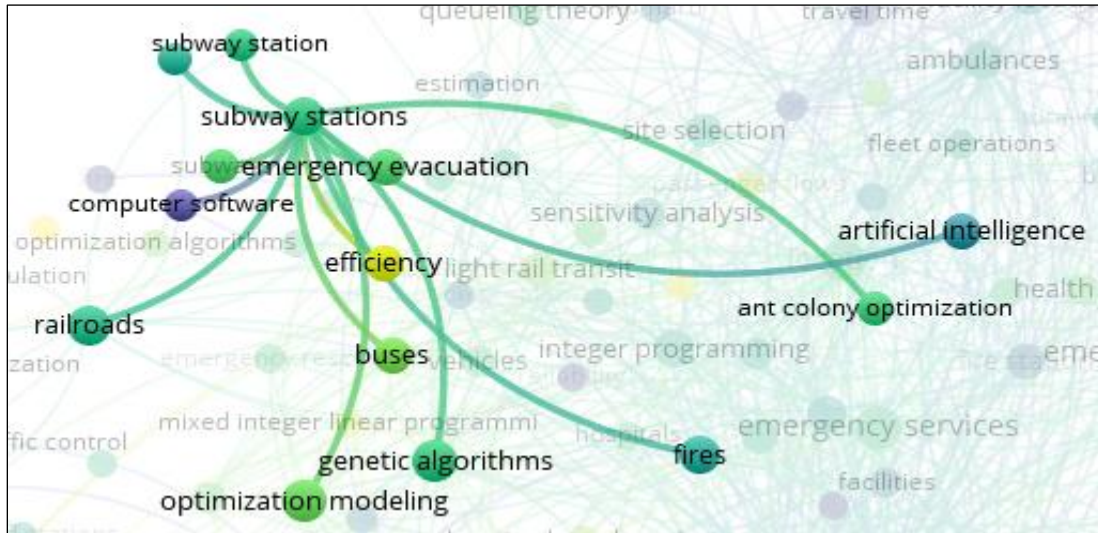 queueing theory
travel time
subway station
ambulances
estimation
subway stations
site selection
fleet operations
emergency evacuation
computer software
sensitivity analysis
artificial intelligence
optimization algorithms
efficiency
light rail transit
health
ant colony optimization
railroads
integer programming
buses
vehicles
mixed integer linear programmi
emergency services
hospitals
fires
genetic algorithms
facilities
optimization modeling